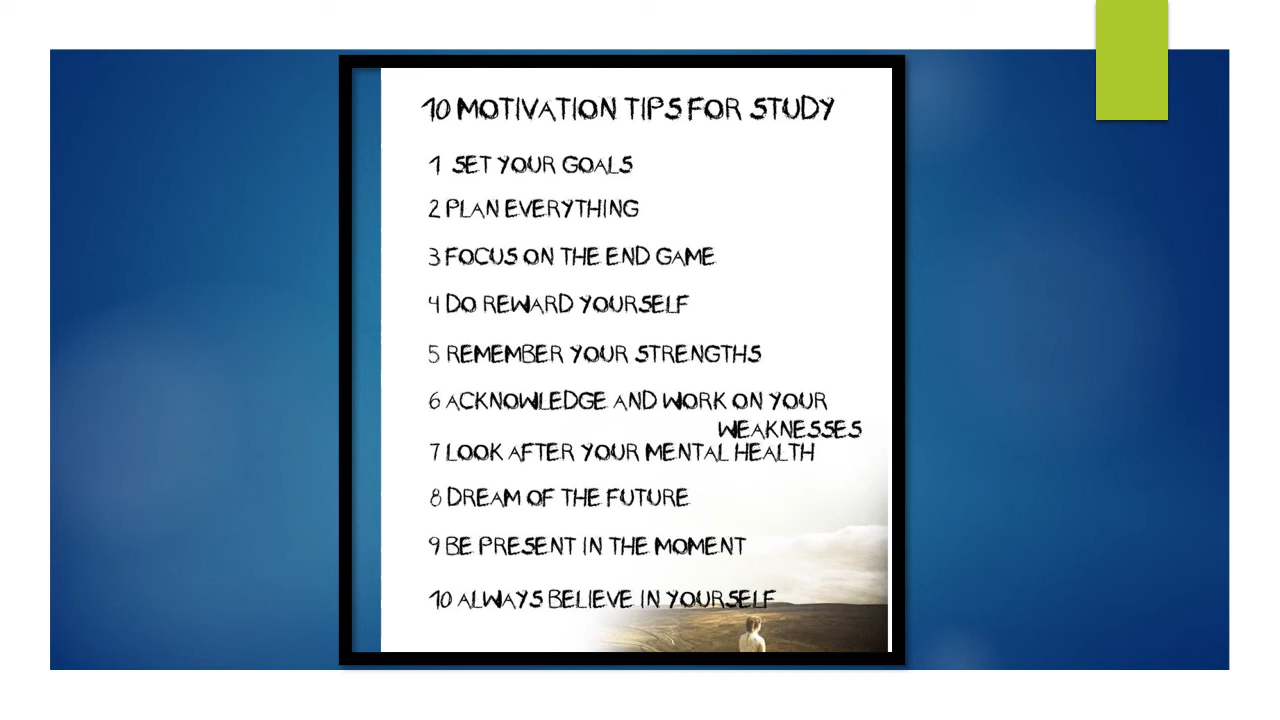 10 MOTIVATION TIPS FOR STUDY
1 SET YOUR GOALS
2 PLAN EVERYTHING
3 FOCUS ON THE END GAME
4 DO REWARD YOURSELF
5 REMEMBER YOUR STRENGTHS
6 ACKNOWLEDGE AND WORK ON YOUR
WEAKNESSES
7 LOOK AFTER YOUR MENTAL HEALTH
8 DREAM OF THE FUTURE
9 BE PRESENT IN THE MOMENT
10 ALWAYS BELIEVE IN YOURSELF